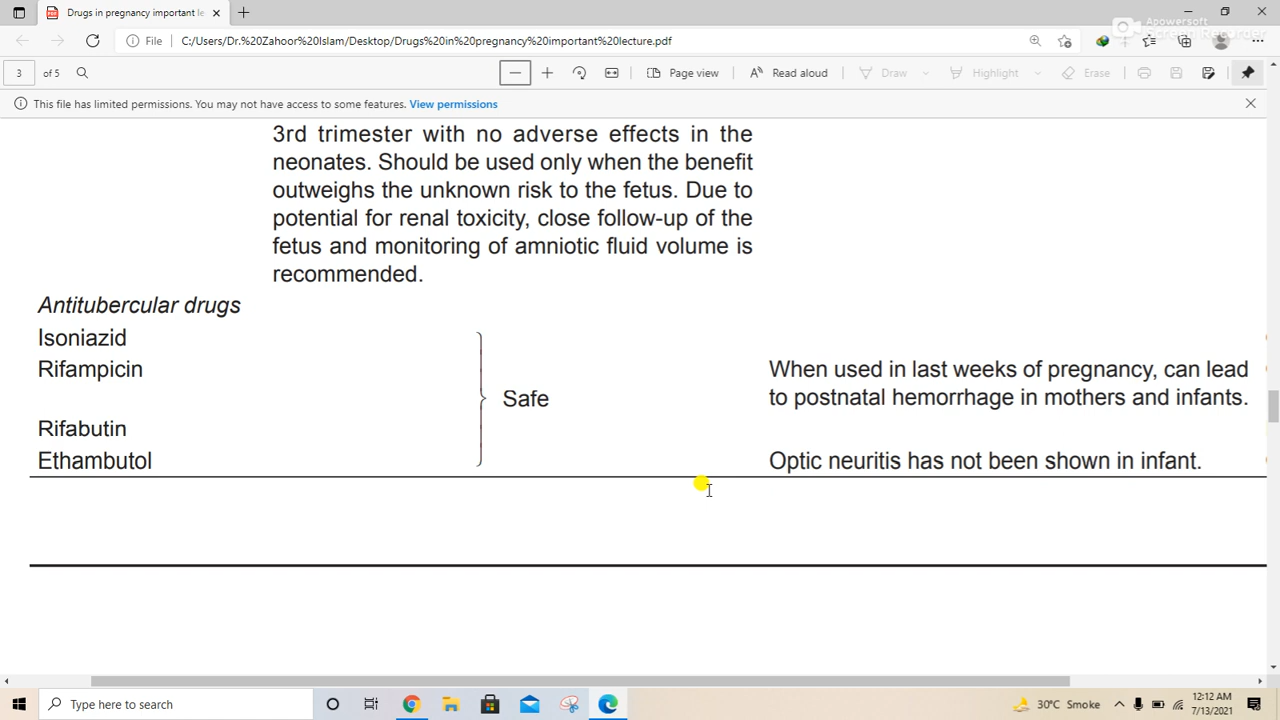 Drugs in pregnancy important le
Apowersoft
Screen Recorder
File
C:/Users/Dr.%20Zahoor%20Islam/Desktop/Drugs%20in%20pregnancy%20important%20lecture.pdf
3 of 5
Page view
Read aloud
Draw
Highlight
Erase
This file has limited permissions. You may not have access to some features. View permissions
3rd trimester with no adverse effects in the
neonates. Should be used only when the benefit
outweighs the unknown risk to the fetus. Due to
potential for renal toxicity, close follow-up of the
fetus and monitoring of amniotic fluid volume is
recommended.
Antitubercular drugs
Isoniazid
Rifampicin
When used in last weeks of pregnancy, can lead
Safe
to postnatal hemorrhage in mothers and infants.
Rifabutin
Ethambutol
Optic neuritis has not been shown in infant.
Type here to search
30°C Smoke
12:12 AM
7/13/2021